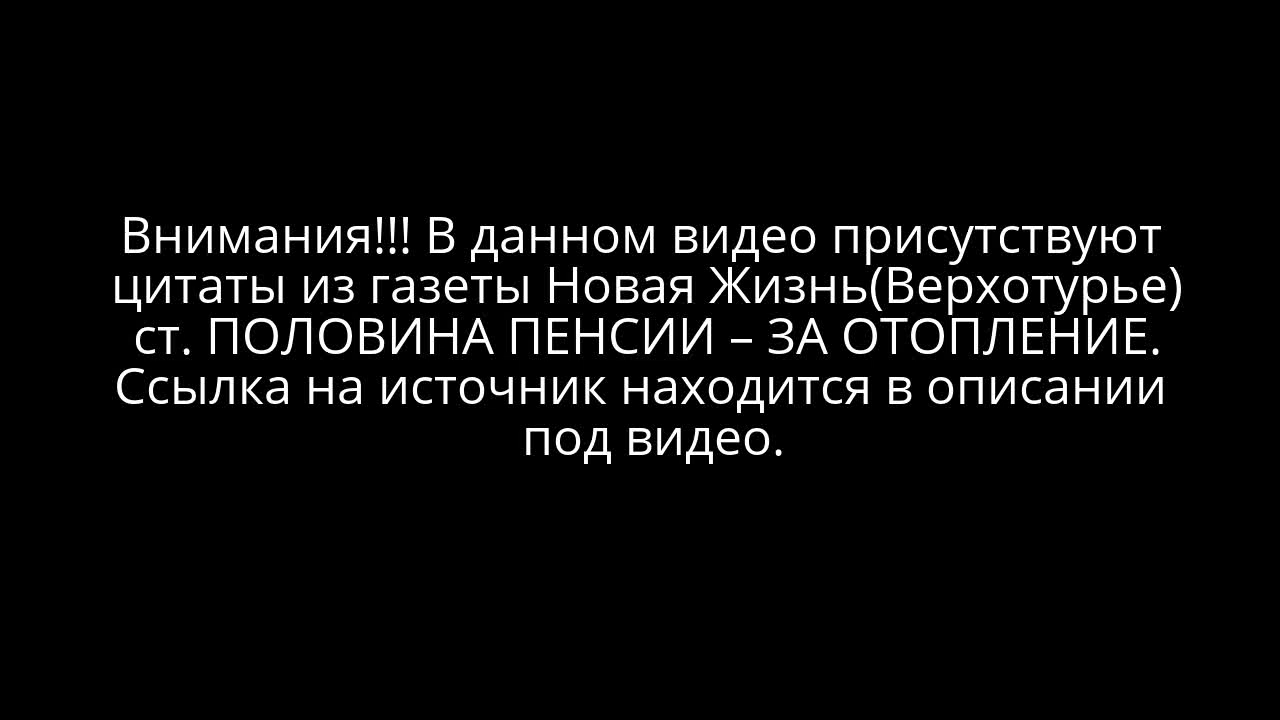 Внимания!!! В данном видео присутствуют
цитаты из газеты Новая Жизнь(Верхотурье)
ст. ПОЛОВИНА ПЕНСИИ – ЗА ОТОПЛЕНИЕ.
Ссылка на источник находится в описании
под видео.